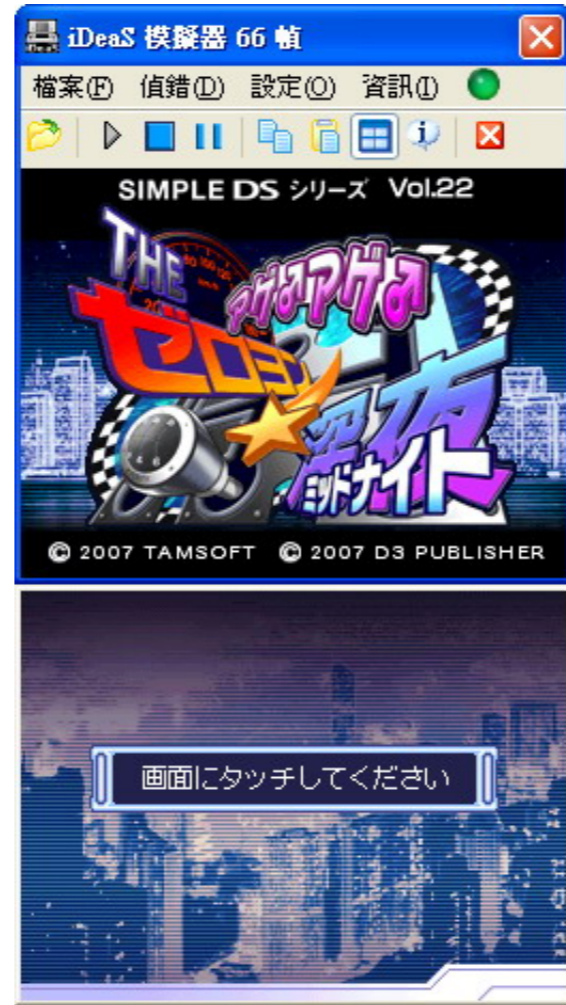 iDeaS 模擬器 66 幀
檔案(F) 偵錯(D) 設定(O) 資訊(I)
SIMPLE DS シリーズ Vol.22
THE
アゲ♂アゲ♂
ゼロヨン
深夜
ミッドナイト
© 2007 TAMSOFT © 2007 D3 PUBLISHER
画面にタッチしてください